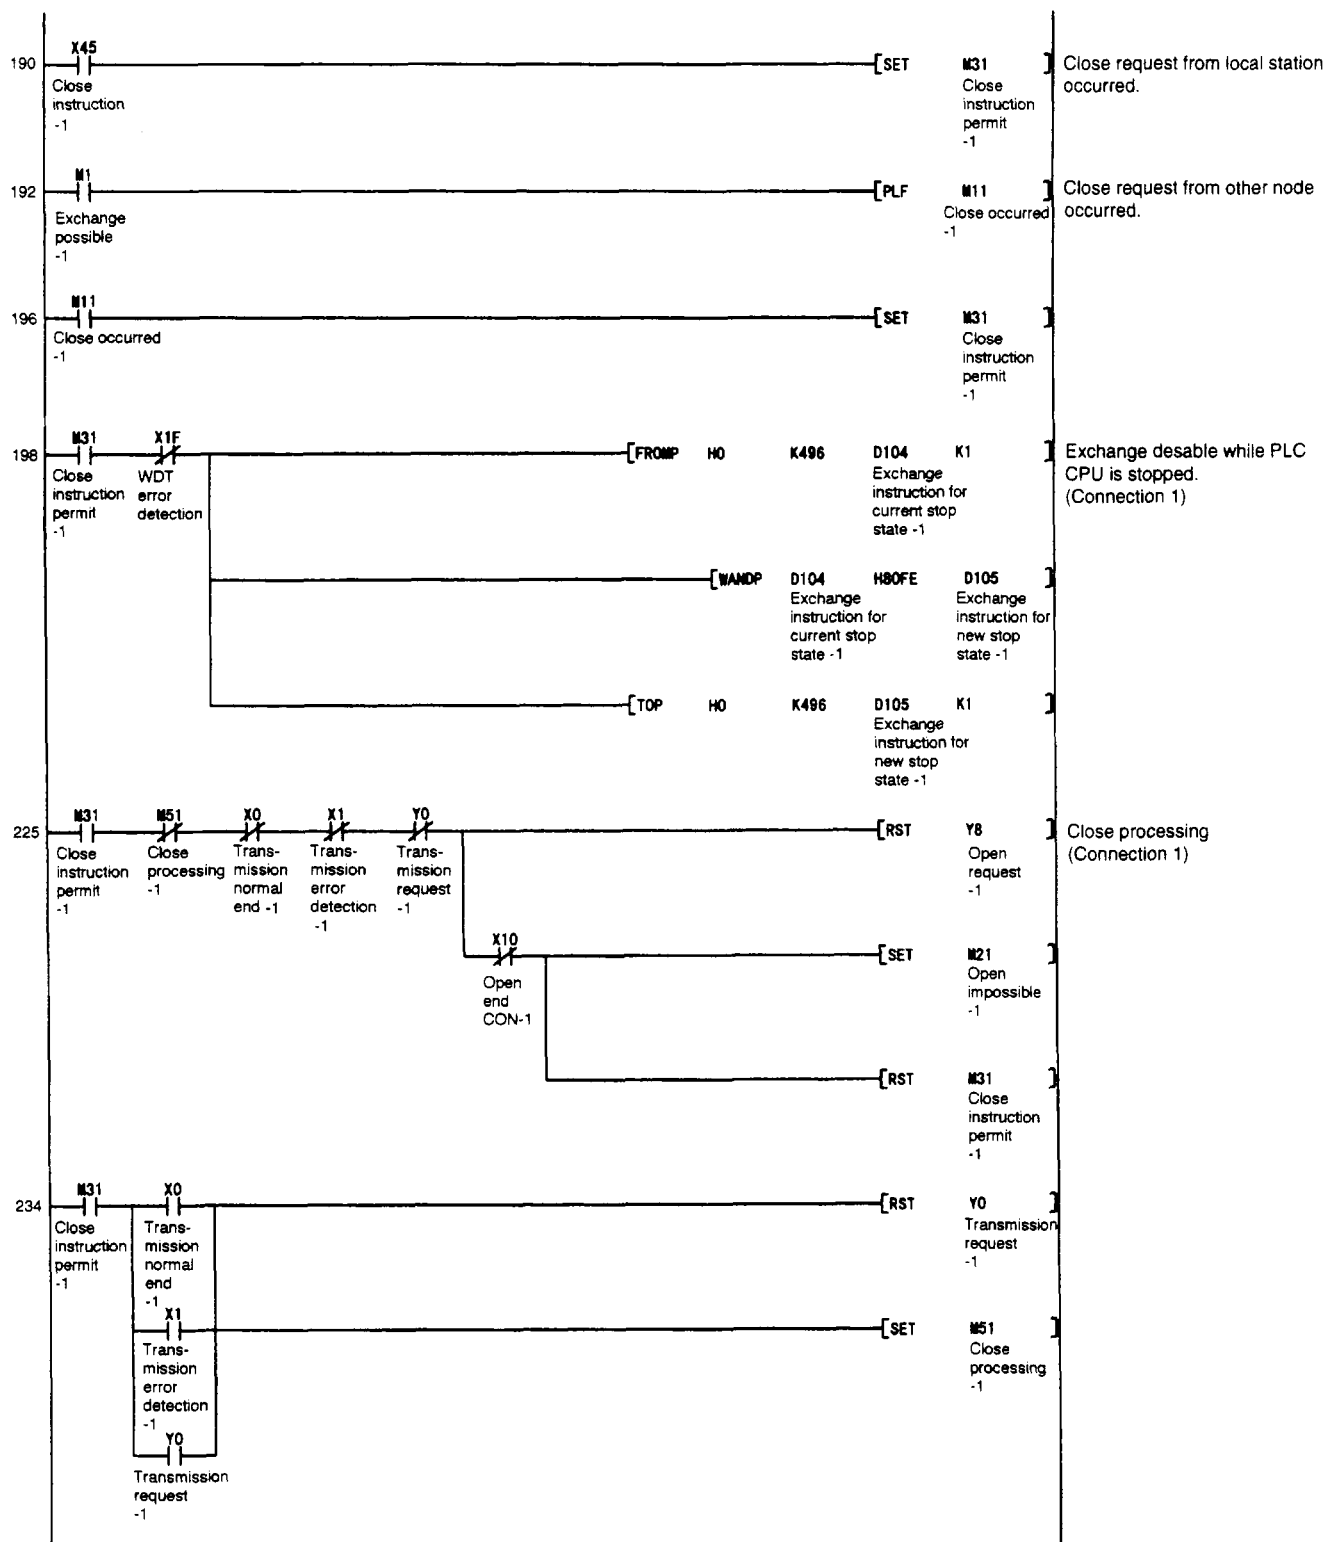 X45
190 [SET M31 ] Close request from local station
Close Close occurred.
instruction instruction
-1 permit
-1
M1
192 [PLF M11 ] Close request from other node
Exchange Close occurred occurred.
possible -1
-1
M11
196 [SET M31 ]
Close occurred Close
-1 instruction
permit
-1
M31 X1F
198 [FROMP H0 K496 D104 K1 ] Exchange desable while PLC
Close WDT Exchange CPU is stopped.
instruction error instruction for (Connection 1)
permit detection current stop
-1 state -1
[WANDP D104 H80FE D105 ]
Exchange Exchange
instruction for instruction for
current stop new stop
state -1 state -1
[TOP H0 K496 D105 K1 ]
Exchange
instruction for
new stop
state -1
M31 M51 X0 X1 Y0
225 [RST Y8 ] Close processing
Close Close Trans- Trans- Trans- Open (Connection 1)
instruction processing mission mission mission request
permit -1 normal error request -1
-1 end -1 detection -1
-1
X10
[SET M21 ]
Open Open
end impossible
CON-1 -1
[RST M31 ]
Close
instruction
permit
-1
M31 X0
234 [RST Y0 ]
Close Trans- Transmission
instruction mission request
permit normal -1
-1 end
-1
X1
[SET M51 ]
Trans- Close
mission processing
error -1
detection
-1
Y0
Transmission
request
-1